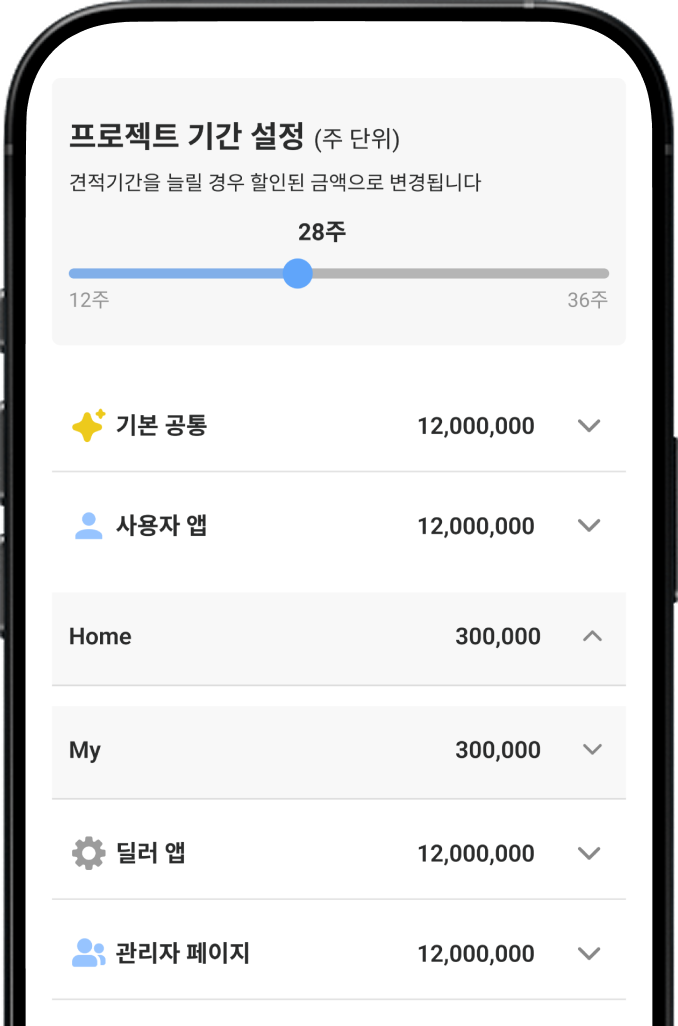 프로젝트 기간 설정 (주 단위)
견적기간을 늘릴 경우 할인된 금액으로 변경됩니다
28주
12주 36주
기본 공통 12,000,000
사용자 앱 12,000,000
Home 300,000
My 300,000
딜러 앱 12,000,000
관리자 페이지 12,000,000